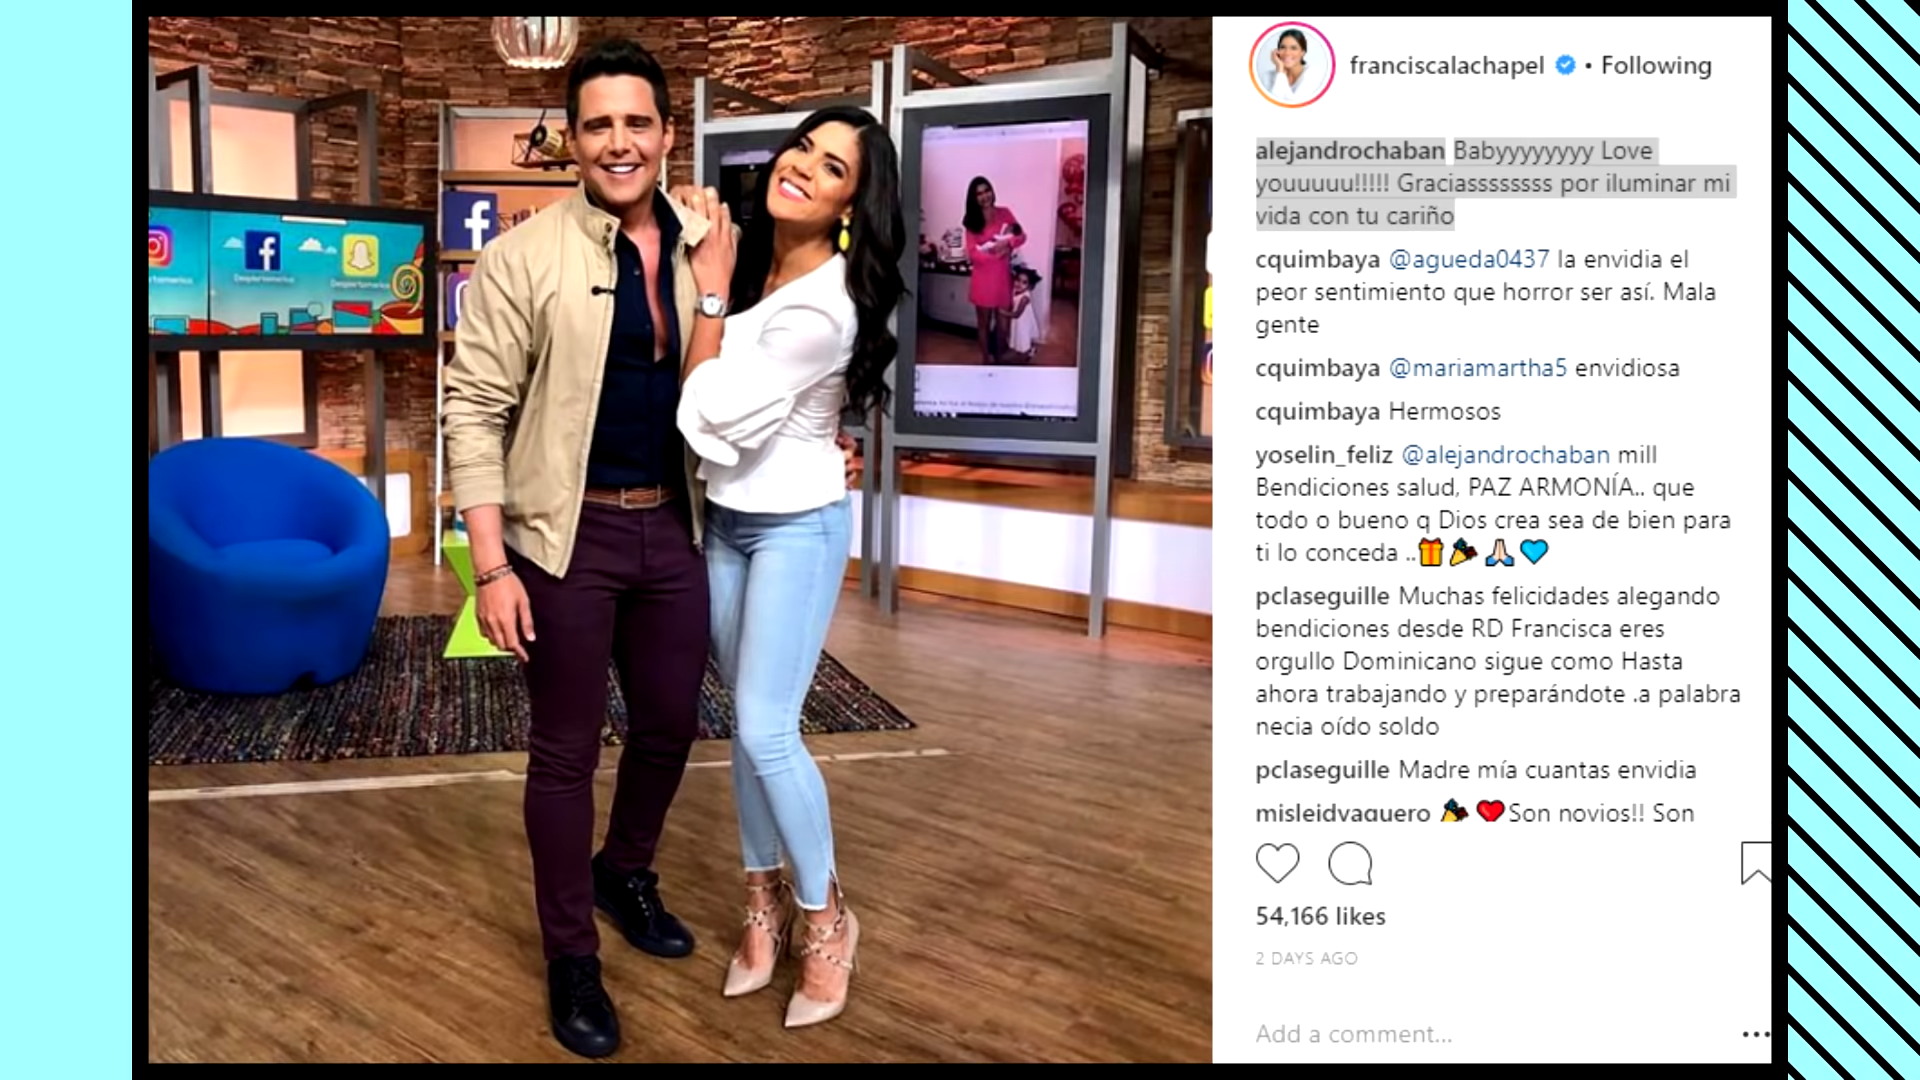 franciscalachapel • Following
alejandrochaban Babyyyyyyyy Love
youuuuu!!!!! Graciassssssss por iluminar mi
vida con tu cariño
cquimbaya @agueda0437 la envidia el
peor sentimiento que horror ser así. Mala
gente
cquimbaya @mariamartha5 envidiosa
cquimbaya Hermosos
yoselin_feliz @alejandrochaban mill
Bendiciones salud, PAZ ARMONÍA.. que
todo o bueno q Dios crea sea de bien para
ti lo conceda ..🎁🎉🙏🏻💙
pclaseguille Muchas felicidades alegando
bendiciones desde RD Francisca eres
orgullo Dominicano sigue como Hasta
ahora trabajando y preparándote .a palabra
necia oído soldo
pclaseguille Madre mía cuantas envidia
misleidvaquero 🎉❤️Son novios!! Son
54,166 likes
2 DAYS AGO
Add a comment...